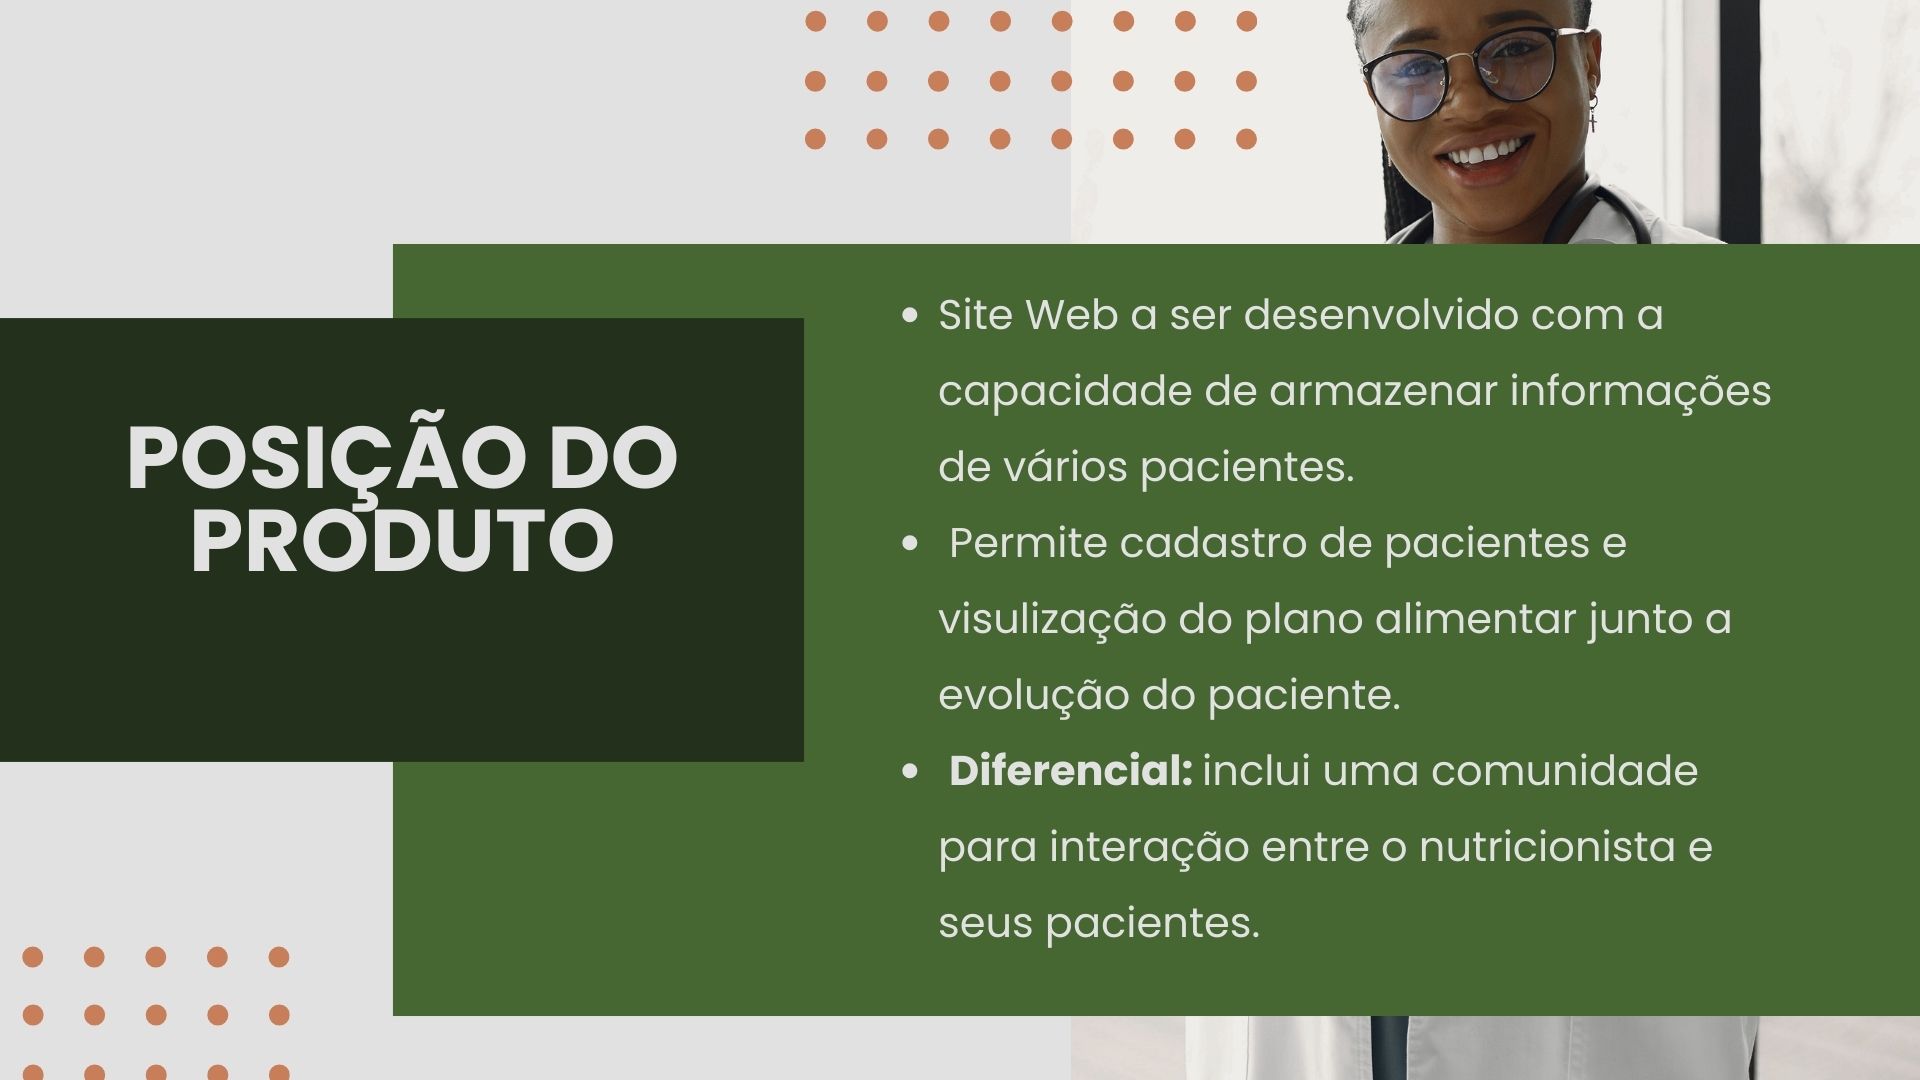 POSIÇÃO DO
PRODUTO
• Site Web a ser desenvolvido com a
capacidade de armazenar informações
de vários pacientes.
• Permite cadastro de pacientes e
visulização do plano alimentar junto a
evolução do paciente.
• Diferencial: inclui uma comunidade
para interação entre o nutricionista e
seus pacientes.